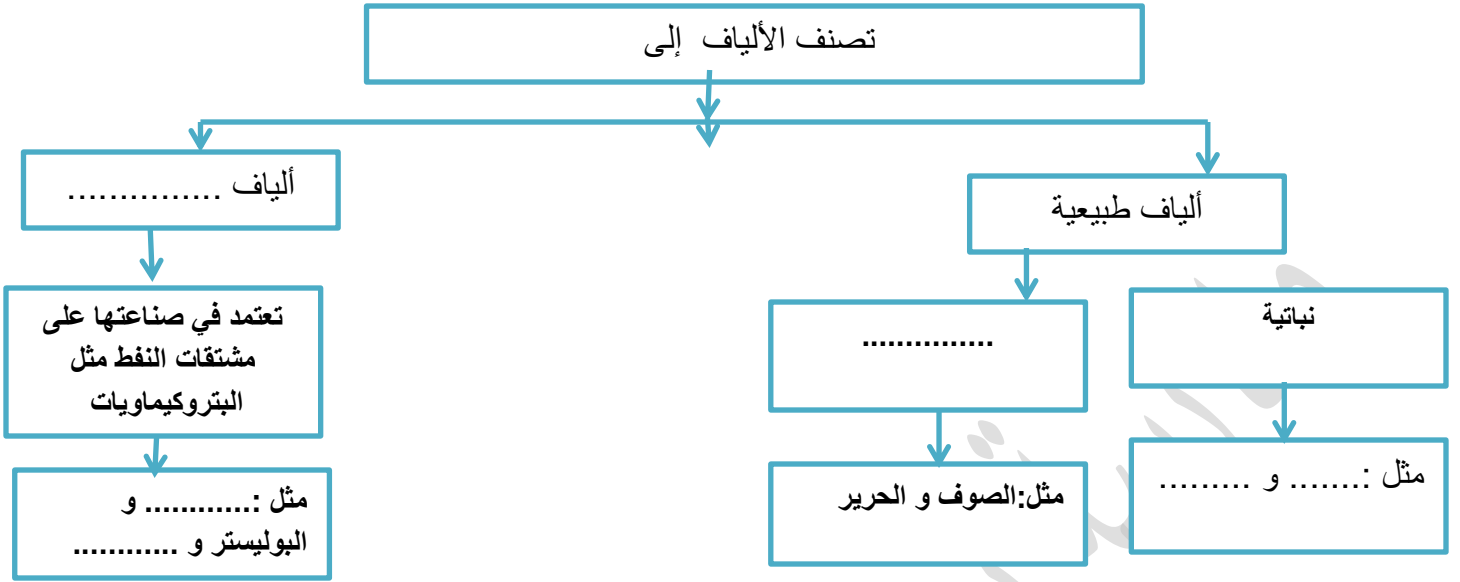 تصنف الألياف إلى
ألياف طبيعية
ألياف ...............
نباتية
...............
تعتمد في صناعتها على
مشتقات النفط مثل
البتروكيماويات
مثل :....... و .........
مثل:الصوف و الحرير
مثل :............ و
البوليستر و ............